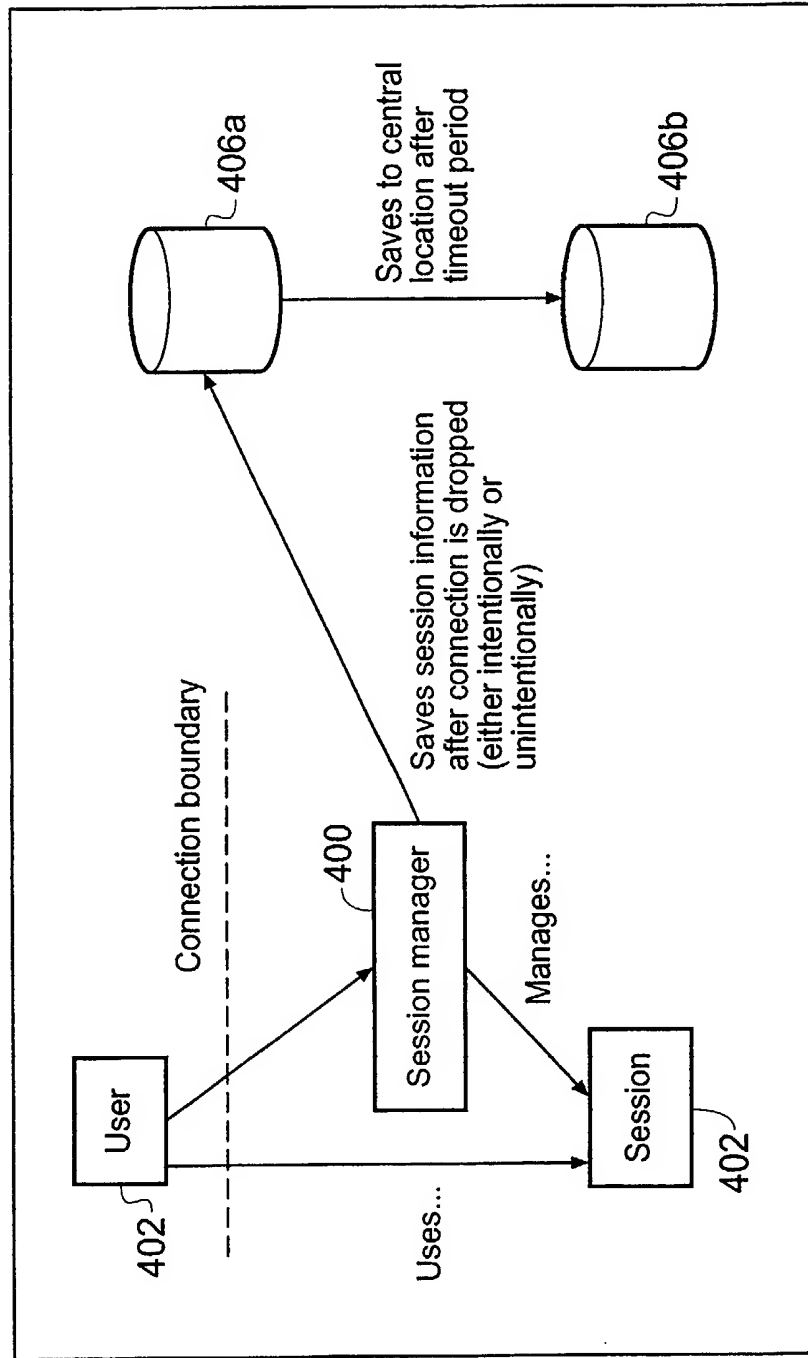 User
402
Connection boundary
Uses...
400
Session manager
Manages...
Session
402
Saves session information
after connection is dropped
(either intentionally or
unintentionally)
406a
Saves to central
location after
timeout period
406b